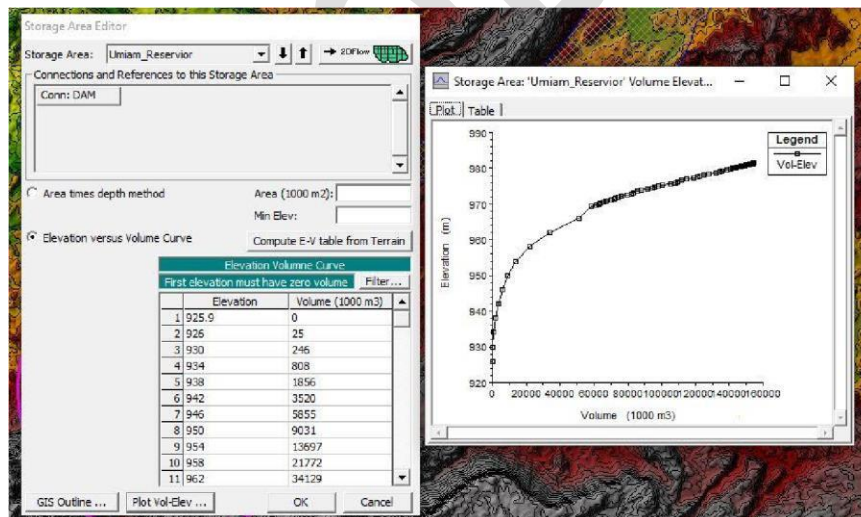 Storage Area Editor
Storage Area: Umiam_Reservior → 2DFlow
Connections and References to this Storage Area
Conn: DAM
Area times depth method Area (1000 m2):
Min Elev:
Elevation versus Volume Curve Compute E-V table from Terrain
Elevation Volumne Curve
First elevation must have zero volume Filter...
Elevation Volume (1000 m3)
1 925.9 0
2 926 25
3 930 246
4 934 808
5 938 1856
6 942 3520
7 946 5855
8 950 9031
9 954 13697
10 958 21772
11 962 34129
GIS Outline ... Plot Vol-Elev ... OK Cancel
Storage Area: 'Umiam_Reservior' Volume Elevat...
Plot Table
Legend
Vol-Elev
Elevation (m)
990
980
970
960
950
940
930
920
0 20000 40000 60000 80000 100000 120000 140000 160000
Volume (1000 m3)